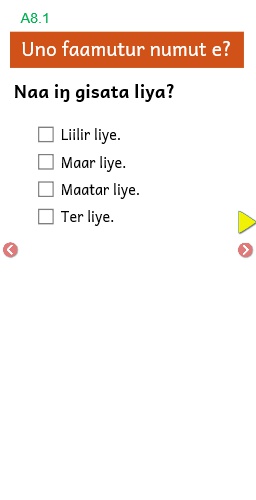 A8.1
Uno faamutur numut e?
Naa iŋ gisata liya?
Liilir liye.
Maar liye.
Maatar liye.
Ter liye.